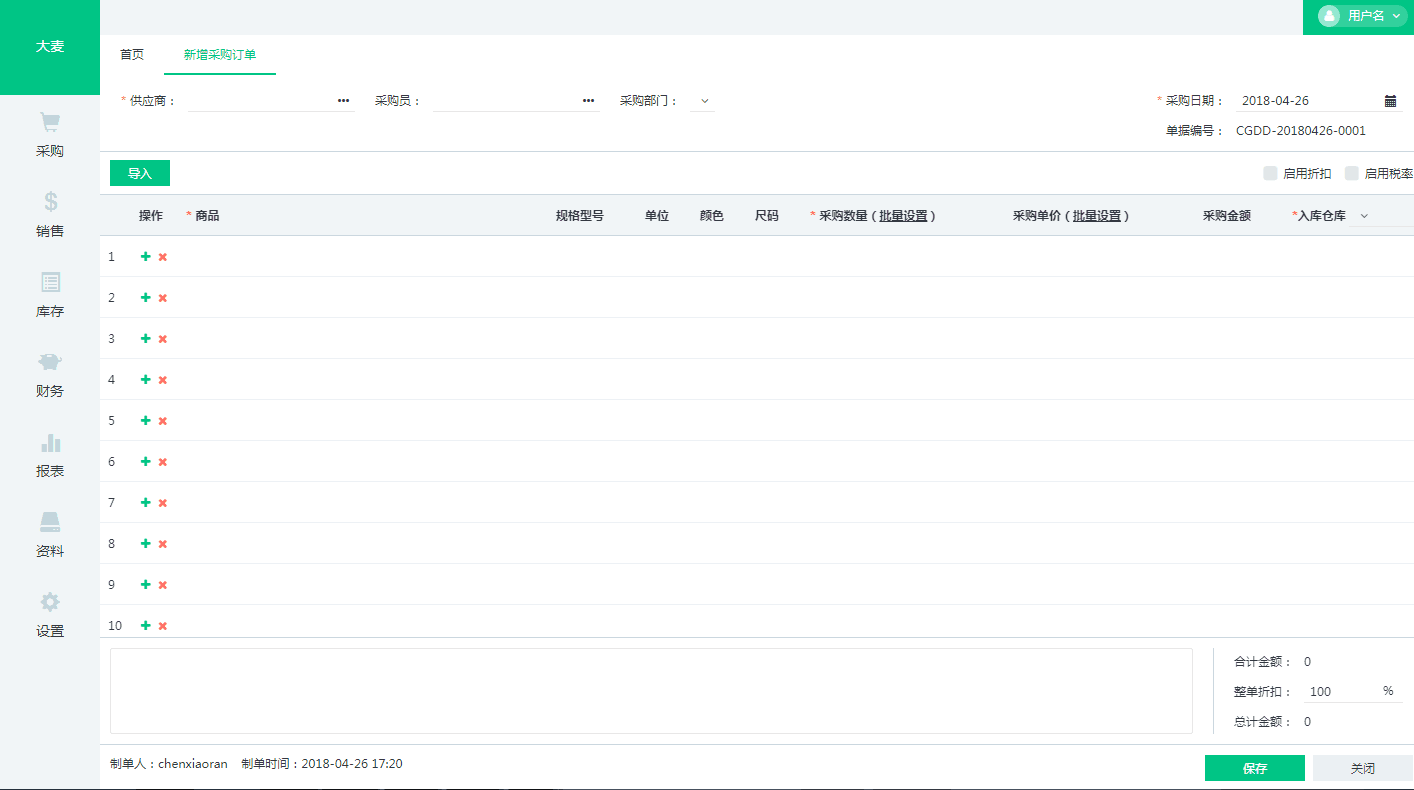 大麦
用户名
首页 新增采购订单
* 供应商： ••• 采购员： ••• 采购部门： * 采购日期： 2018-04-26
单据编号： CGDD-20180426-0001
采购
销售
库存
财务
报表
资料
设置
导入 启用折扣 启用税率
操作 * 商品 规格型号 单位 颜色 尺码 * 采购数量（批量设置） 采购单价（批量设置） 采购金额 *入库仓库
1
2
3
4
5
6
7
8
9
10
合计金额： 0
整单折扣： 100 %
总计金额： 0
制单人：chenxiaoran 制单时间：2018-04-26 17:20
保存 关闭